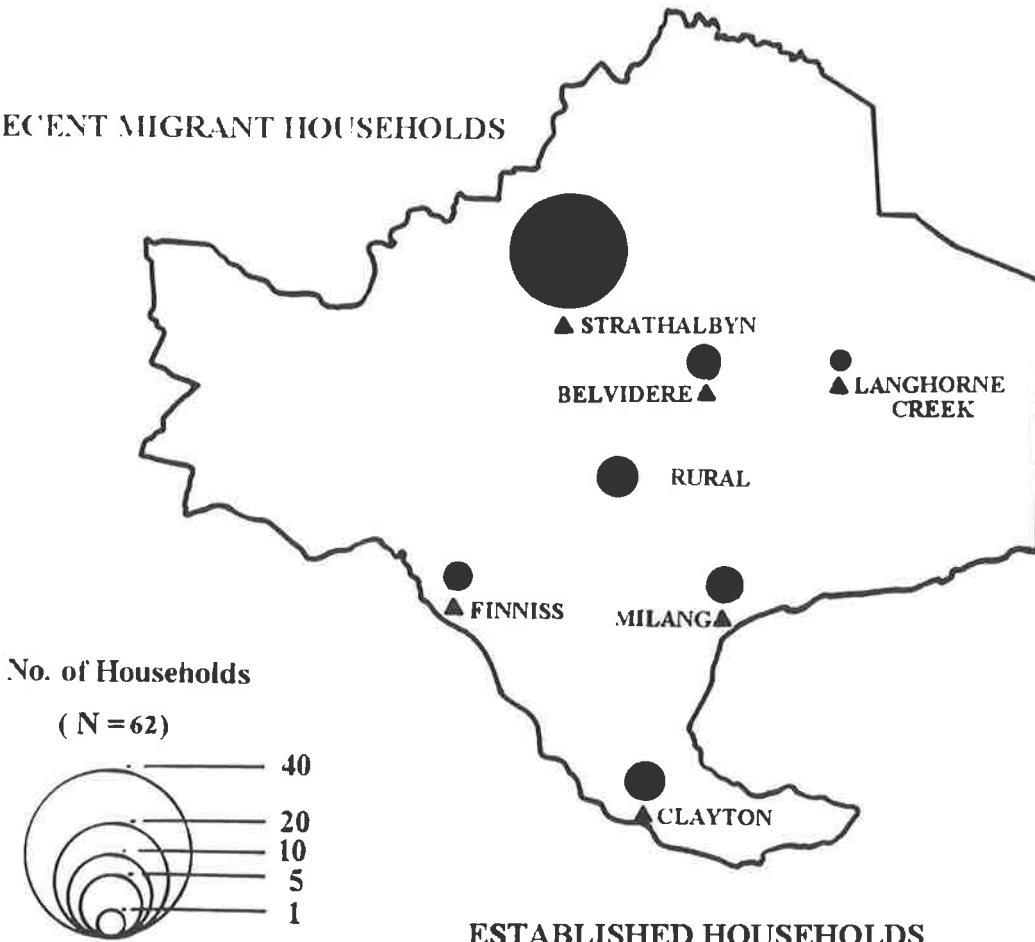 ECENT MIGRANT HOUSEHOLDS
STRATHALBYN
BELVIDERE
LANGHORNE
CREEK
RURAL
FINNISS
MILANG
No. of Households
( N = 62)
40
20
10
5
1
CLAYTON
ESTABLISHED HOUSEHOLDS